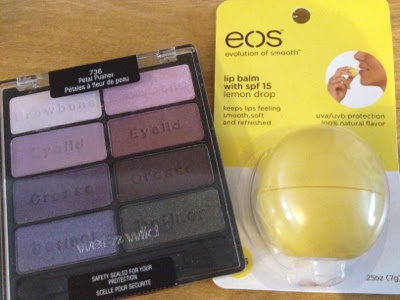 736
Petal Pusher
Pétales à fleur de peau
Browbone
Eyelid
Eyelid
Crease
Crease
Definer
Definer
wet n wild
SAFETY SEALED FOR YOUR
PROTECTION
SCELLÉ POUR SÉCURITÉ
eos
evolution of smooth™
lip balm
with spf 15
lemon drop
keeps lips feeling
smooth, soft
and refreshed
uva/uvb protection
100% natural flavor
.25oz (7g)